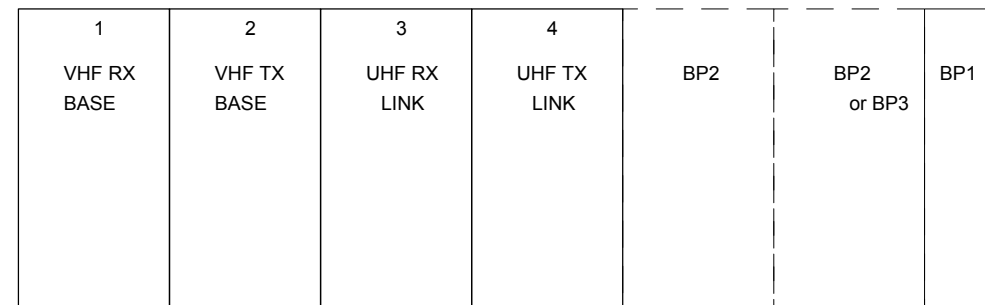 1 2 3 4
VHF RX VHF TX UHF RX UHF TX BP2 BP2 BP1
BASE BASE LINK LINK or BP3